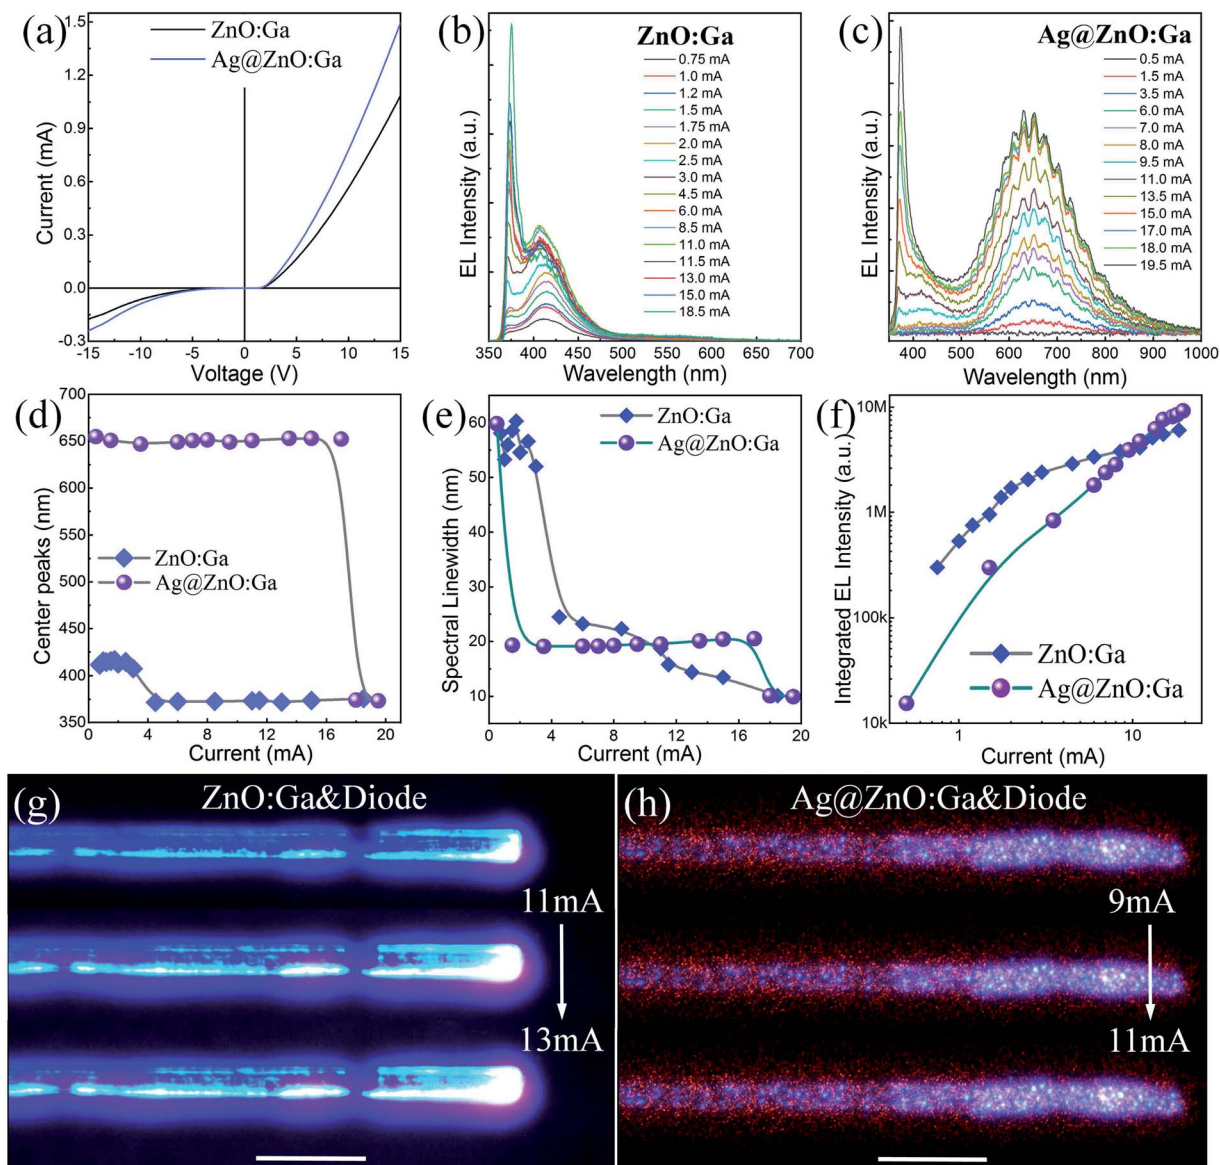 (a)
ZnO:Ga
Ag@ZnO:Ga
Current (mA)
1.5
1.2
0.9
0.6
0.3
0.0
-0.3
-15 -10 -5 0 5 10 15
Voltage (V)
(b)
ZnO:Ga
0.75 mA
1.0 mA
1.2 mA
1.5 mA
1.75 mA
2.0 mA
2.5 mA
3.0 mA
4.5 mA
6.0 mA
8.5 mA
11.0 mA
11.5 mA
13.0 mA
15.0 mA
18.5 mA
EL Intensity (a.u.)
350 400 450 500 550 600 650 700
Wavelength (nm)
(c)
Ag@ZnO:Ga
0.5 mA
1.5 mA
3.5 mA
6.0 mA
7.0 mA
8.0 mA
9.5 mA
11.0 mA
13.5 mA
15.0 mA
17.0 mA
18.0 mA
19.5 mA
EL Intensity (a.u.)
400 500 600 700 800 900 1000
Wavelength (nm)
(d)
Center peaks (nm)
700
650
600
550
500
450
400
350
ZnO:Ga
Ag@ZnO:Ga
0 4 8 12 16 20
Current (mA)
(e)
ZnO:Ga
Ag@ZnO:Ga
Spectral Linewidth (nm)
60
50
40
30
20
10
0 4 8 12 16 20
Current (mA)
(f)
Integrated EL Intensity (a.u.)
10M
1M
100k
10k
ZnO:Ga
Ag@ZnO:Ga
1 10
Current (mA)
(g)
ZnO:Ga&Diode
11mA
13mA
(h)
Ag@ZnO:Ga&Diode
9mA
11mA